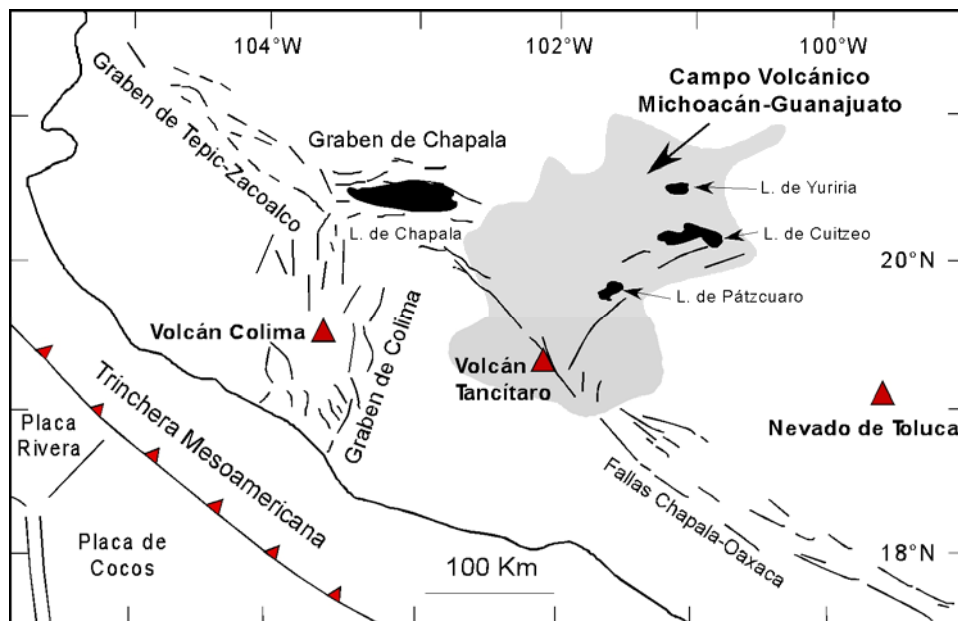 104°W
102°W
100°W
Campo Volcánico
Michoacán-Guanajuato
Graben de Tepic-Zacoalco
Graben de Chapala
L. de Yuriria
L. de Chapala
L. de Cuitzeo
20°N
L. de Pátzcuaro
Volcán Colima
Graben de Colima
Volcán
Tancítaro
Nevado de Toluca
Trinchera Mesoamericana
Placa
Rivera
Fallas Chapala-Oaxaca
Placa de
Cocos
100 Km
18°N